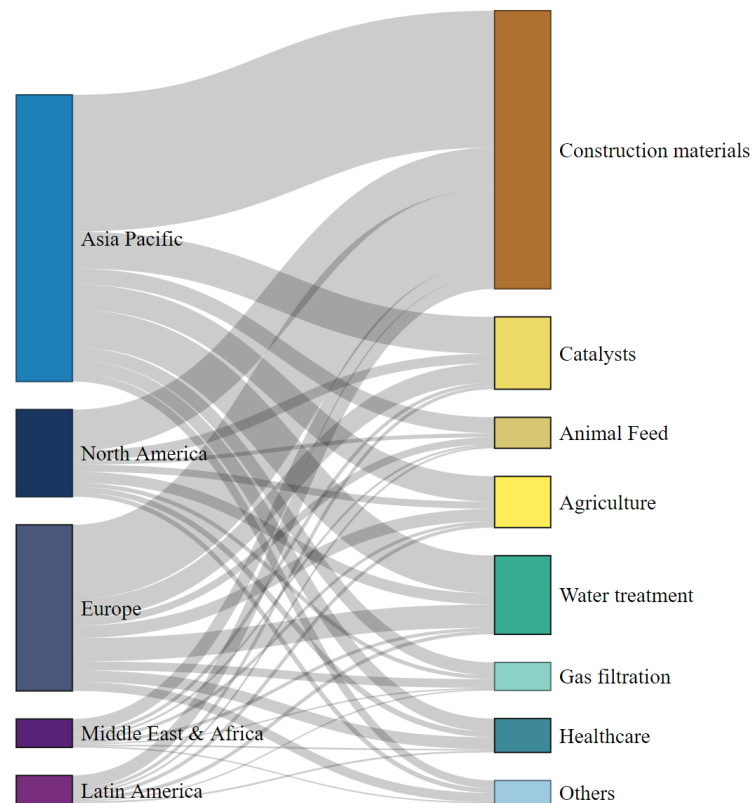 Asia Pacific
North America
Europe
Middle East & Africa
Latin America
Construction materials
Catalysts
Animal Feed
Agriculture
Water treatment
Gas filtration
Healthcare
Others